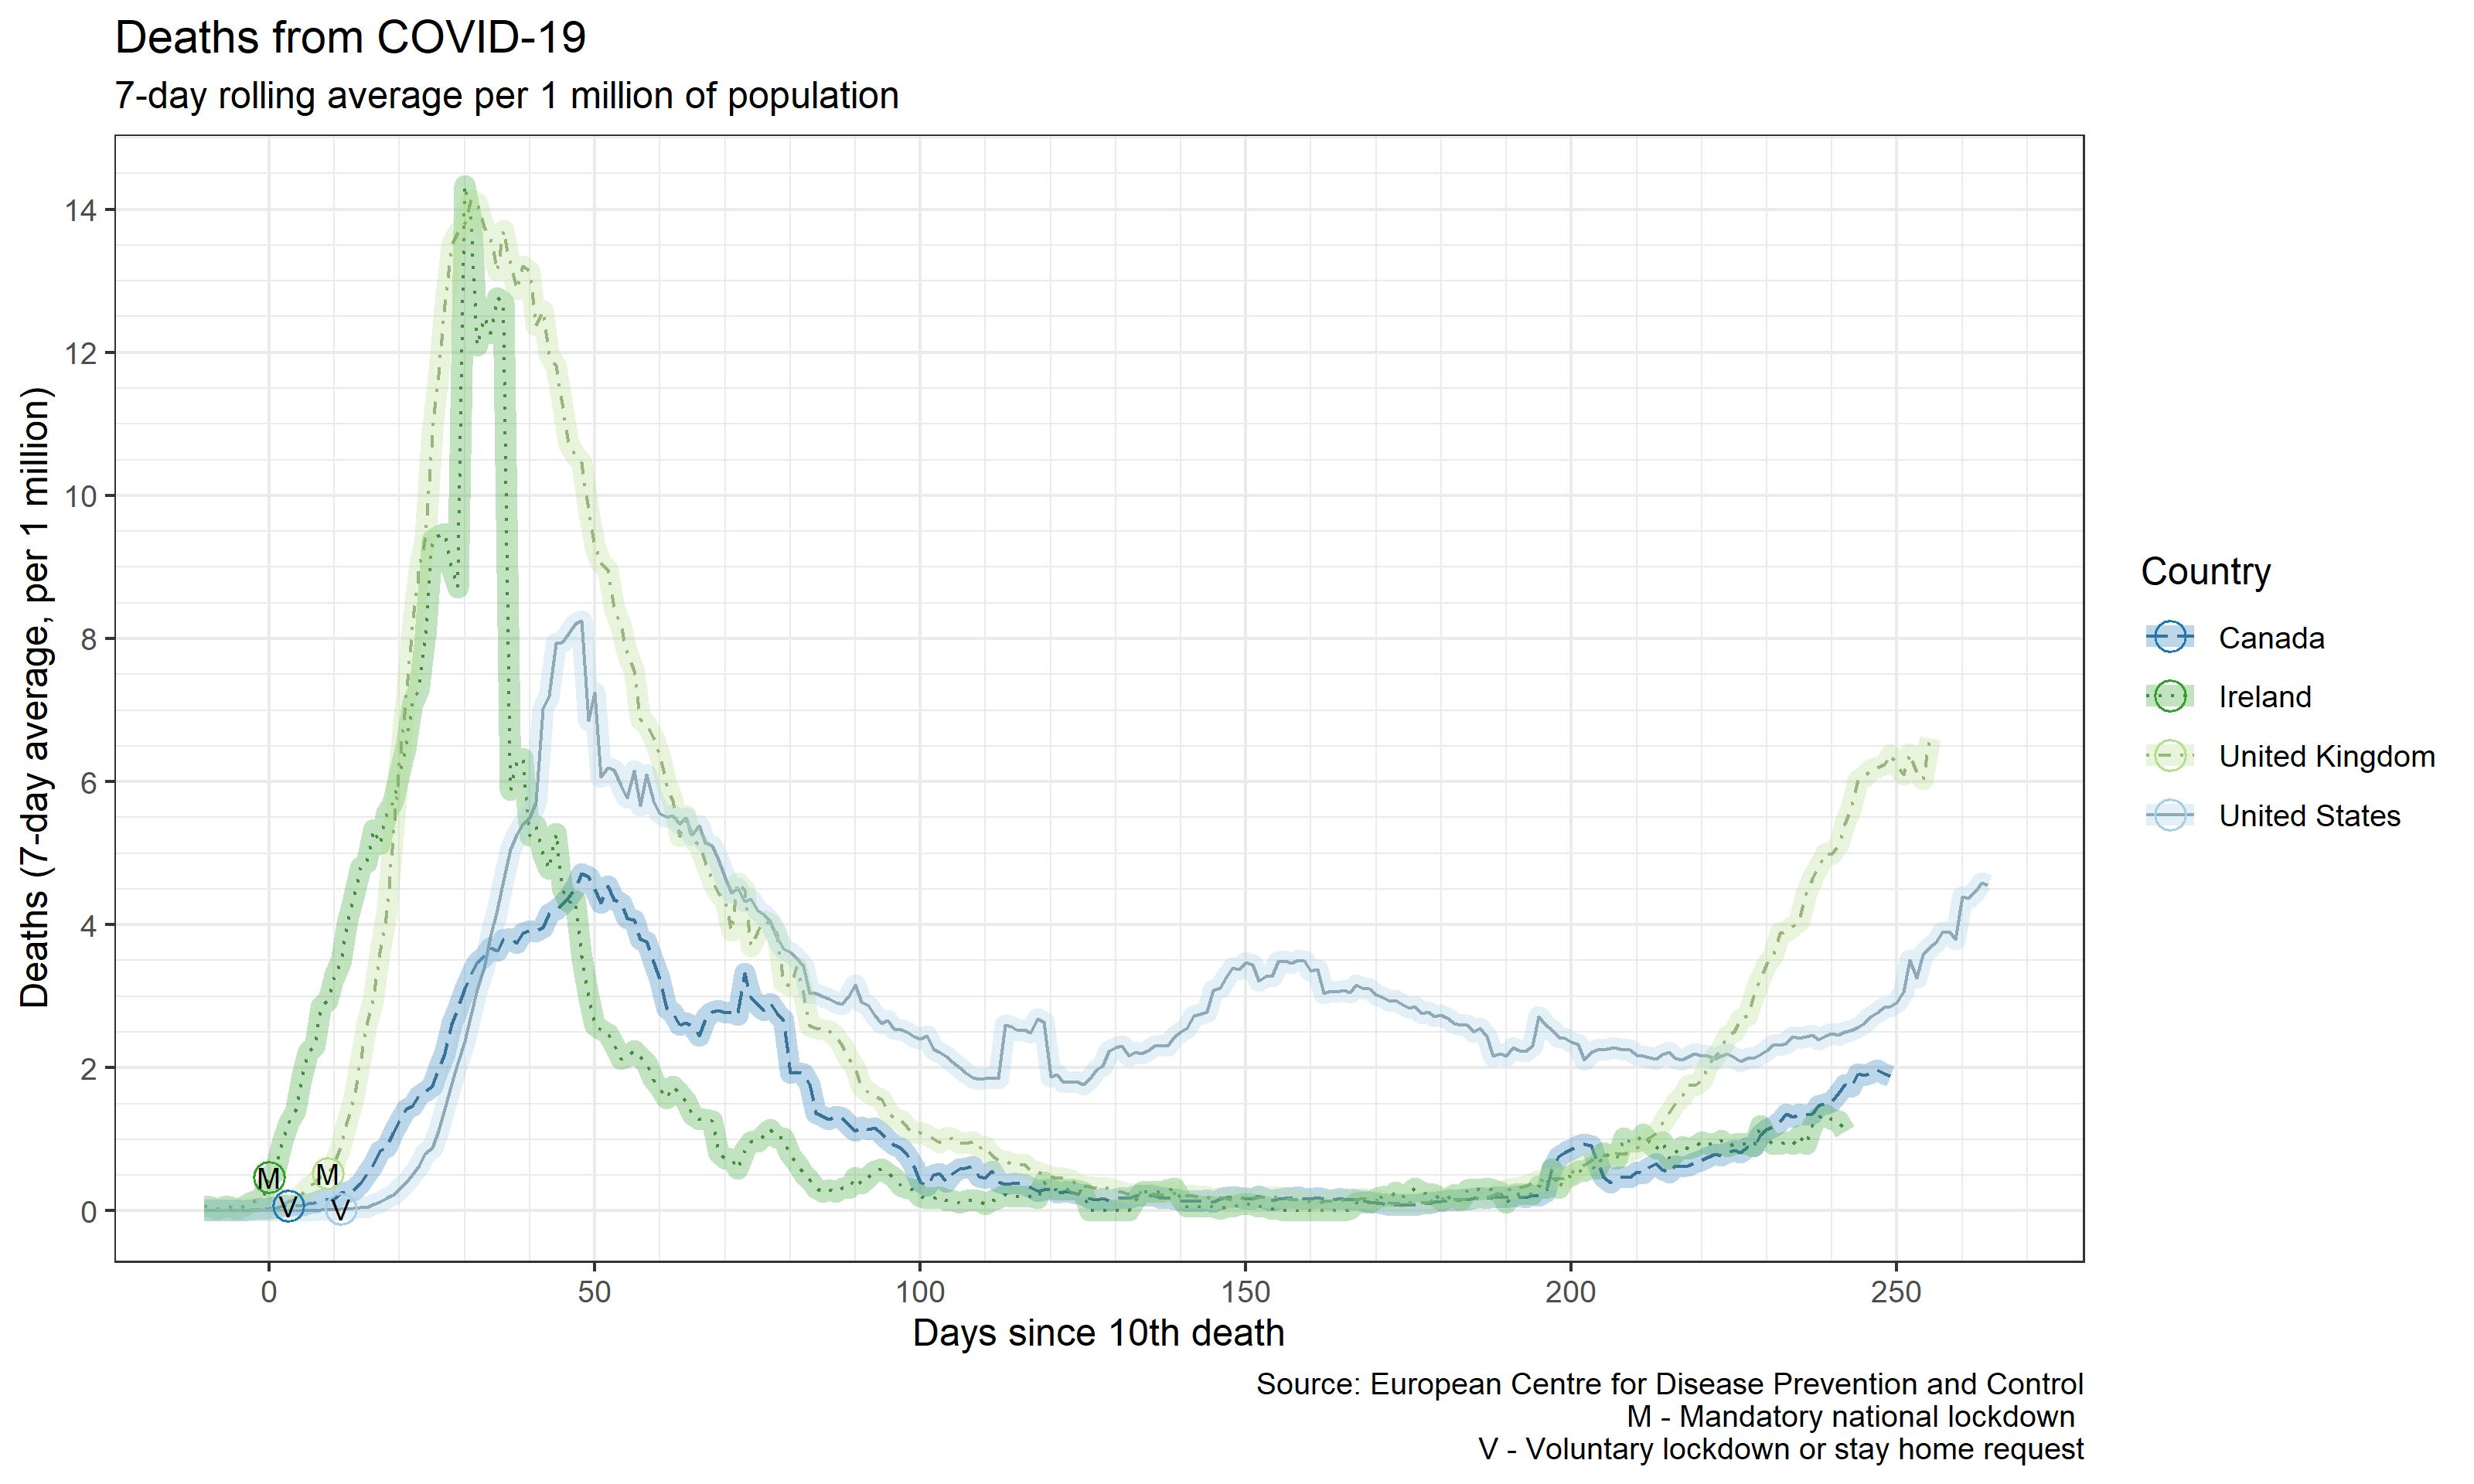 Deaths from COVID-19
7-day rolling average per 1 million of population
Deaths (7-day average, per 1 million)
14
12
10
8
6
4
2
0
M
M
V
V
0
50
100
150
200
250
Days since 10th death
Country
Canada
Ireland
United Kingdom
United States
Source: European Centre for Disease Prevention and Control
M - Mandatory national lockdown
V - Voluntary lockdown or stay home request